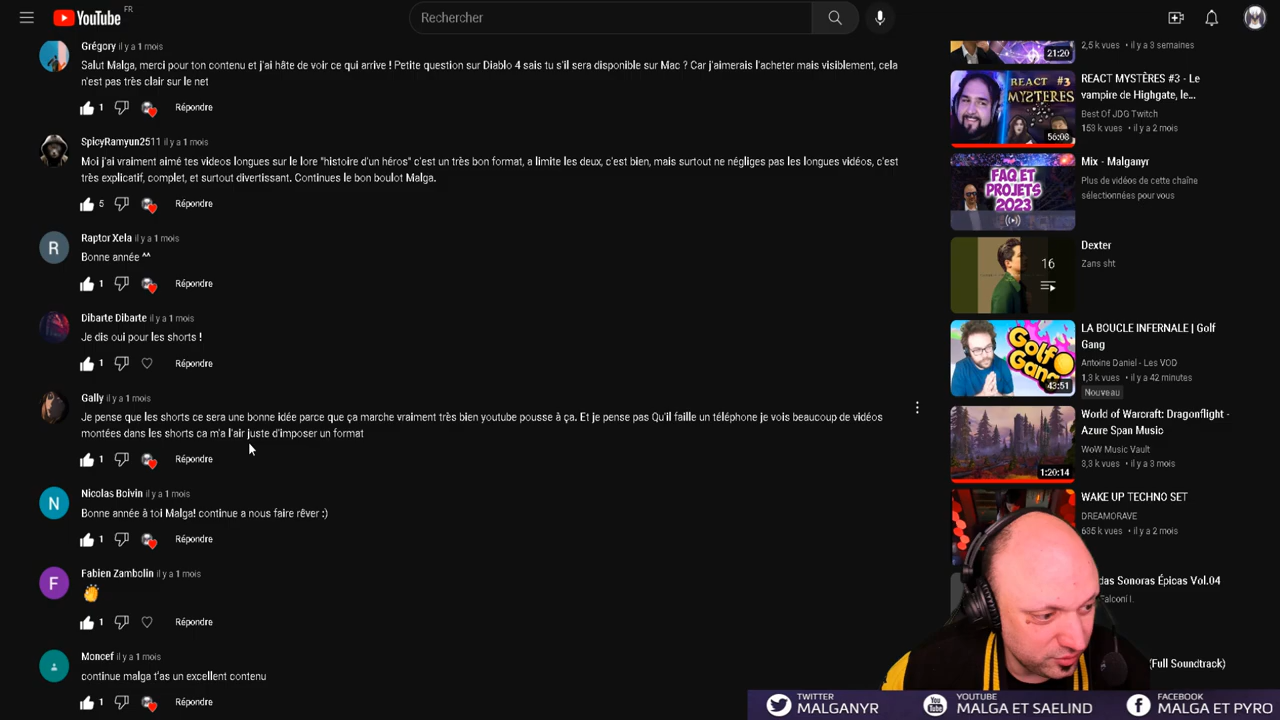 YouTube FR
Rechercher
Grégory il y a 1 mois
Salut Malga, merci pour ton contenu et j'ai hâte de voir ce qui arrive ! Petite question sur Diablo 4 sais tu s'il sera disponible sur Mac ? Car j'aimerais l'acheter mais visiblement, cela
n'est pas très clair sur le net
1 Répondre
SpicyRamyun2511 il y a 1 mois
Moi j'ai vraiment aimé tes videos longues sur le lore "histoire d'un héros" c'est un très bon format, a limite les deux, c'est bien, mais surtout ne négliges pas les longues vidéos, c'est
très explicatif, complet, et surtout divertissant. Continues le bon boulot Malga.
5 Répondre
R
Raptor Xela il y a 1 mois
Bonne année ^^
1 Répondre
Dibarte Dibarte il y a 1 mois
Je dis oui pour les shorts !
1 Répondre
Gally il y a 1 mois
Je pense que les shorts ce sera une bonne idée parce que ça marche vraiment très bien youtube pousse à ça. Et je pense pas Qu'il faille un téléphone je vois beaucoup de vidéos
montées dans les shorts ca m'a l'air juste d'imposer un format
1 Répondre
N
Nicolas Boivin il y a 1 mois
Bonne année à toi Malga! continue a nous faire rêver :)
1 Répondre
F
Fabien Zambolin il y a 1 mois
1 Répondre
Moncef il y a 1 mois
continue malga t'as un excellent contenu
1 Répondre
2,5 k vues • il y a 3 semaines
21:20
REACT #3
MYSTÈRES
56:08
REACT MYSTÈRES #3 - Le
vampire de Highgate, le...
Best Of JDG Twitch
153 k vues • il y a 2 mois
FAQ ET
PROJETS
2023
Mix - Malganyr
Plus de vidéos de cette chaîne
sélectionnées pour vous
16
Dexter
Zans sht
Golf
Gang
43:51
LA BOUCLE INFERNALE | Golf
Gang
Antoine Daniel - Les VOD
1,3 k vues • il y a 42 minutes
Nouveau
1:20:14
World of Warcraft: Dragonflight -
Azure Span Music
WoW Music Vault
3,3 k vues • il y a 3 mois
WAKE UP TECHNO SET
DREAMORAVE
635 k vues • il y a 2 mois
das Sonoras Épicas Vol.04
Falconí I.
(Full Soundtrack)
TWITTER
MALGANYR
You Tube
YOUTUBE
MALGA ET SAELIND
FACEBOOK
MALGA ET PYRO